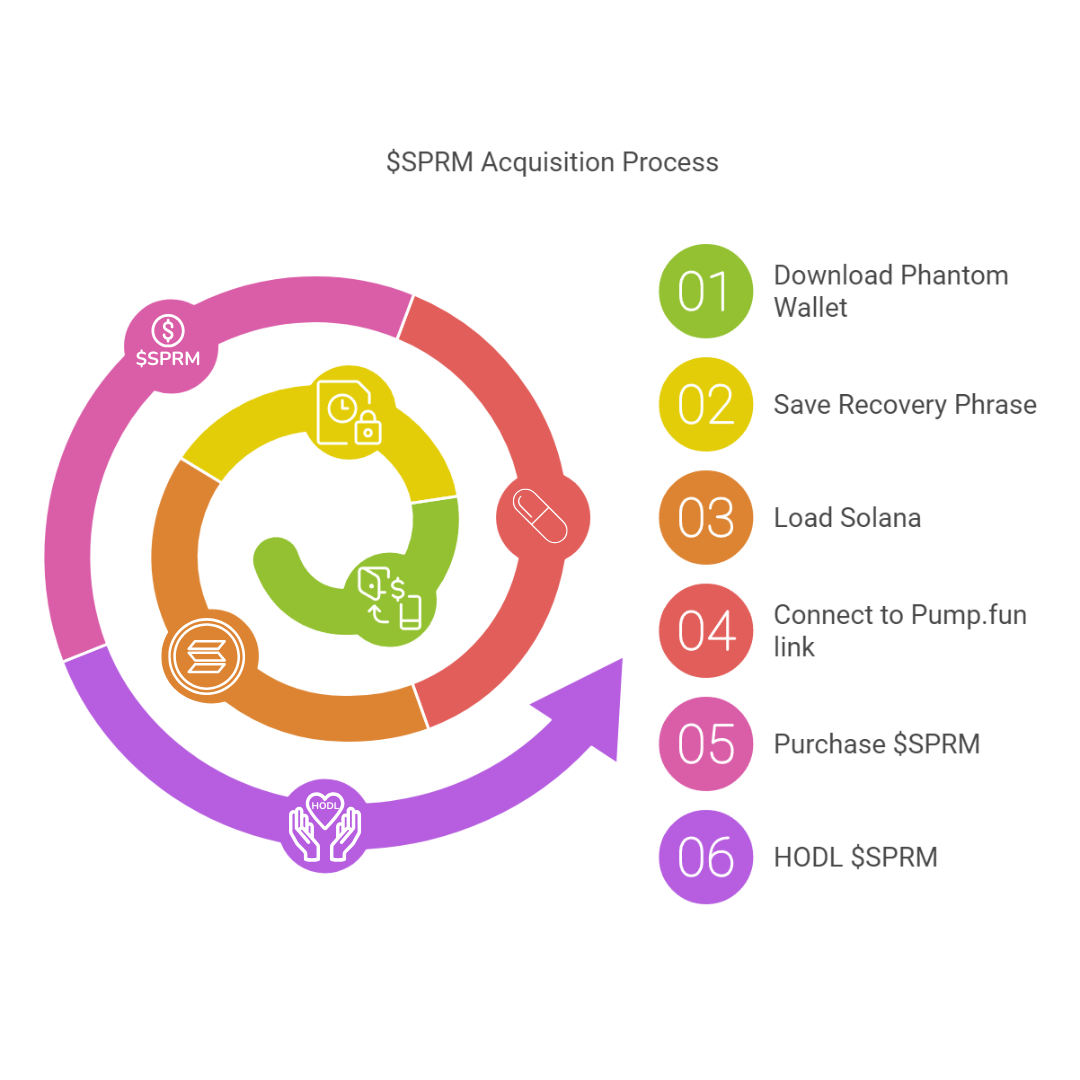 $SPRM Acquisition Process
01
Download Phantom
Wallet
02
Save Recovery Phrase
03
Load Solana
04
Connect to Pump.fun
link
05
Purchase $SPRM
06
HODL $SPRM
$
$SPRM
$
HODL